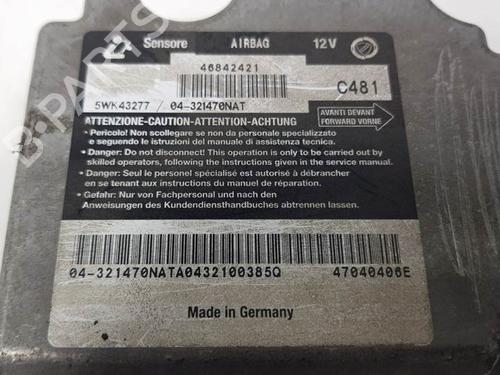 Sensore AIRBAG 12V
46842421
C481
5WK43277 / 04-321470NAT
AVANTI DEVANT
FORWARD VORNE
ATTENZIONE-CAUTION-ATTENTION-ACHTUNG
• Pericolo! Non scollegare se non da personale specializzato
e seguendo le istruzioni del manuale di assistenza tecnica.
• Danger: Do not disconnect! This operation is only to carried out by
skilled operators, following the instructions given in the service manual.
• Danger: Seul le personel spécialisé est autorisé à débrancher
en se tenant aux instructions du manuel de réparation.
• Gefahr: Nur von Fachpersonal und nach den
Anweisungen des Kundendiensthandbuches abtrennen lassen.
04-321470NATA0432100385Q 47040406E
Made in Germany
B-PARTS